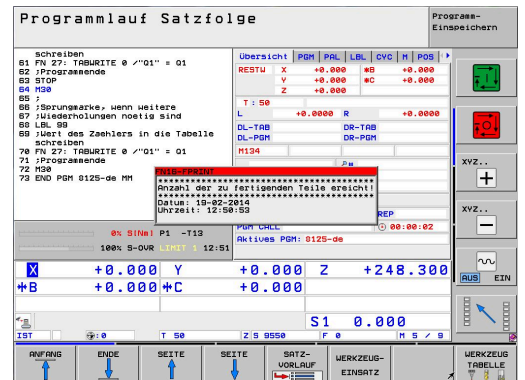 Programmlauf Satzfolge
Programm-
Einspeichern
schreiben
61 FN 27: TABWRITE 0 /"Q1" = Q1
62 ;Programmende
63 STOP
64 M30
65 ;
66 ;Sprungmarke, wenn weitere
67 ;Wiederholungen noetig sind
68 LBL 99
69 ;Wert des Zaehlers in die Tabelle
schreiben
70 FN 27: TABWRITE 0 /"Q1" = Q1
71 ;Programmende
72 M30
73 END PGM 8125-de MM
Übersicht PGM PAL LBL CYC M POS
RESTW X +0.000 *B +0.000
Y +0.000 *C +0.000
Z +0.000
T : 50
L +0.0000 R +0.0000
DL-TAB DR-TAB
DL-PGM DR-PGM
M134
FN16-FPRINT
************************************
Anzahl der zu fertigenden Teile ereicht!
************************************
Datum: 19-02-2014
Uhrzeit: 12:50:53
REP
PGM CALL 00:00:02
Aktives PGM: 8125-de
0% S[Nm] P1 -T13
100% S-OVR LIMIT 1 12:51
X +0.000 Y +0.000 Z +248.300
*B +0.000 *C +0.000
S1 0.000
IST :0 T 50 Z S 9550 F 0 M 5 / 9
XYZ..
+
XYZ..
−
AUS EIN
ANFANG
ENDE
SEITE
SEITE
SATZ-
VORLAUF
WERKZEUG-
EINSATZ
WERKZEUG
TABELLE